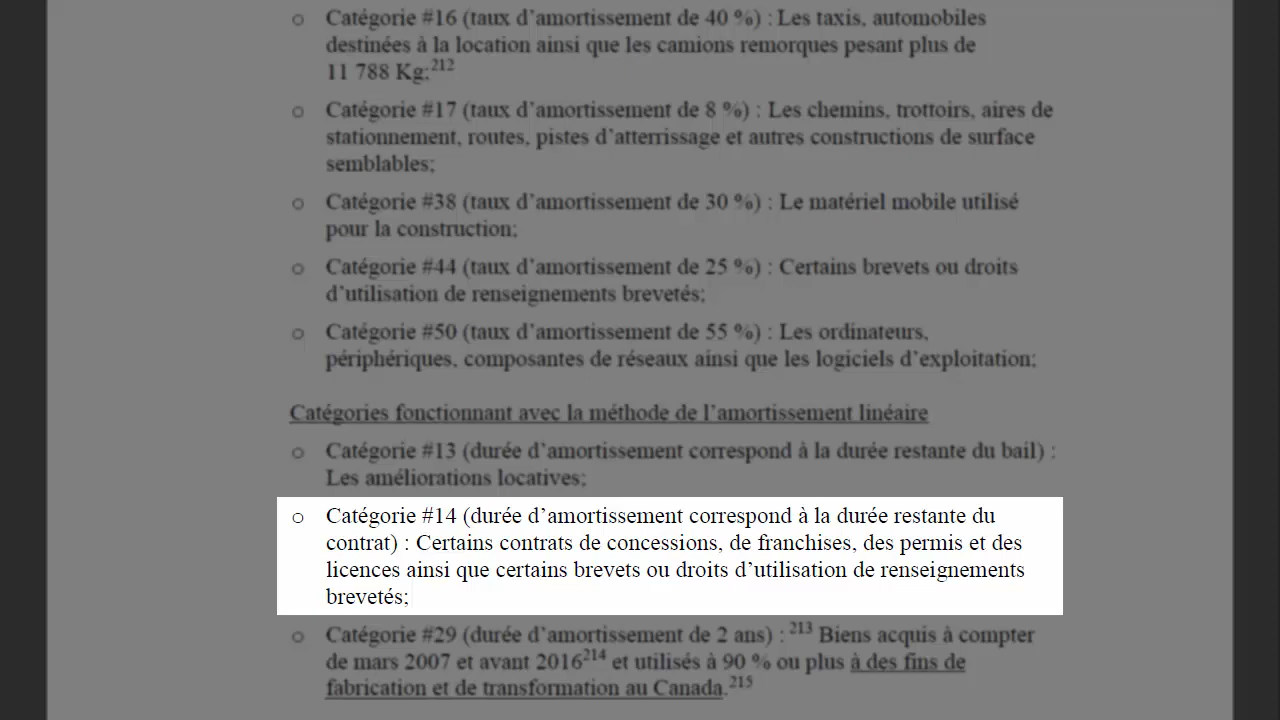 ○ Catégorie #16 (taux d’amortissement de 40 %) : Les taxis, automobiles
destinées à la location ainsi que les camions remorques pesant plus de
11 788 Kg;212
○ Catégorie #17 (taux d’amortissement de 8 %) : Les chemins, trottoirs, aires de
stationnement, routes, pistes d’atterrissage et autres constructions de surface
semblables;
○ Catégorie #38 (taux d’amortissement de 30 %) : Le matériel mobile utilisé
pour la construction;
○ Catégorie #44 (taux d’amortissement de 25 %) : Certains brevets ou droits
d’utilisation de renseignements brevetés;
○ Catégorie #50 (taux d’amortissement de 55 %) : Les ordinateurs,
périphériques, composantes de réseaux ainsi que les logiciels d’exploitation;
Catégories fonctionnant avec la méthode de l’amortissement linéaire
○ Catégorie #13 (durée d’amortissement correspond à la durée restante du bail) :
Les améliorations locatives;
○ Catégorie #14 (durée d’amortissement correspond à la durée restante du
contrat) : Certains contrats de concessions, de franchises, des permis et des
licences ainsi que certains brevets ou droits d’utilisation de renseignements
brevetés;
○ Catégorie #29 (durée d’amortissement de 2 ans) : 213 Biens acquis à compter
de mars 2007 et avant 2016214 et utilisés à 90 % ou plus à des fins de
fabrication et de transformation au Canada.215